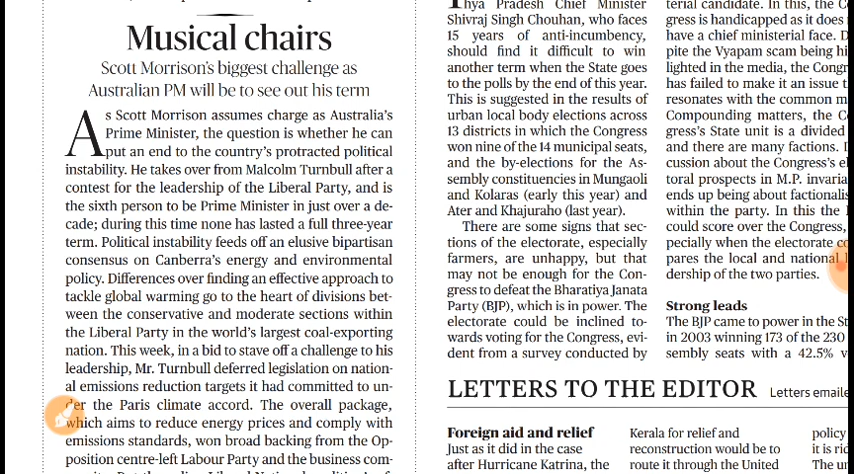 Musical chairs
Scott Morrison's biggest challenge as
Australian PM will be to see out his term
As Scott Morrison assumes charge as Australia's
Prime Minister, the question is whether he can
put an end to the country's protracted political
instability. He takes over from Malcolm Turnbull after a
contest for the leadership of the Liberal Party, and is
the sixth person to be Prime Minister in just over a de-
cade; during this time none has lasted a full three-year
term. Political instability feeds off an elusive bipartisan
consensus on Canberra's energy and environmental
policy. Differences over finding an effective approach to
tackle global warming go to the heart of divisions bet-
ween the conservative and moderate sections within
the Liberal Party in the world's largest coal-exporting
nation. This week, in a bid to stave off a challenge to his
leadership, Mr. Turnbull deferred legislation on nation-
al emissions reduction targets it had committed to un-
der the Paris climate accord. The overall package,
which aims to reduce energy prices and comply with
emissions standards, won broad backing from the Op-
position centre-left Labour Party and the business com-
hya Pradesh Chief Minister
Shivraj Singh Chouhan, who faces
15 years of anti-incumbency,
should find it difficult to win
another term when the State goes
to the polls by the end of this year.
This is suggested in the results of
urban local body elections across
13 districts in which the Congress
won nine of the 14 municipal seats,
and the by-elections for the As-
sembly constituencies in Mungaoli
and Kolaras (early this year) and
Ater and Khajuraho (last year).
There are some signs that sec-
tions of the electorate, especially
farmers, are unhappy, but that
may not be enough for the Con-
gress to defeat the Bharatiya Janata
Party (BJP), which is in power. The
electorate could be inclined to-
wards voting for the Congress, evi-
dent from a survey conducted by
terial candidate. In this, the C
gress is handicapped as it does
have a chief ministerial face. D
pite the Vyapam scam being hi
lighted in the media, the Congr
has failed to make it an issue t
resonates with the common m
Compounding matters, the C
gress's State unit is a divided
and there are many factions. 
cussion about the Congress's el
toral prospects in M.P. invaria
ends up being about factionalis
within the party. In this the
could score over the Congress,
pecially when the electorate co
pares the local and national l
dership of the two parties.
Strong leads
The BJP came to power in the St
in 2003 winning 173 of the 230
sembly seats with a 42.5% v
LETTERS TO THE EDITOR Letters emaile
Foreign aid and relief
Just as it did in the case
after Hurricane Katrina, the
Kerala for relief and
reconstruction would be to
route it through the United
policy
it is rid
The u